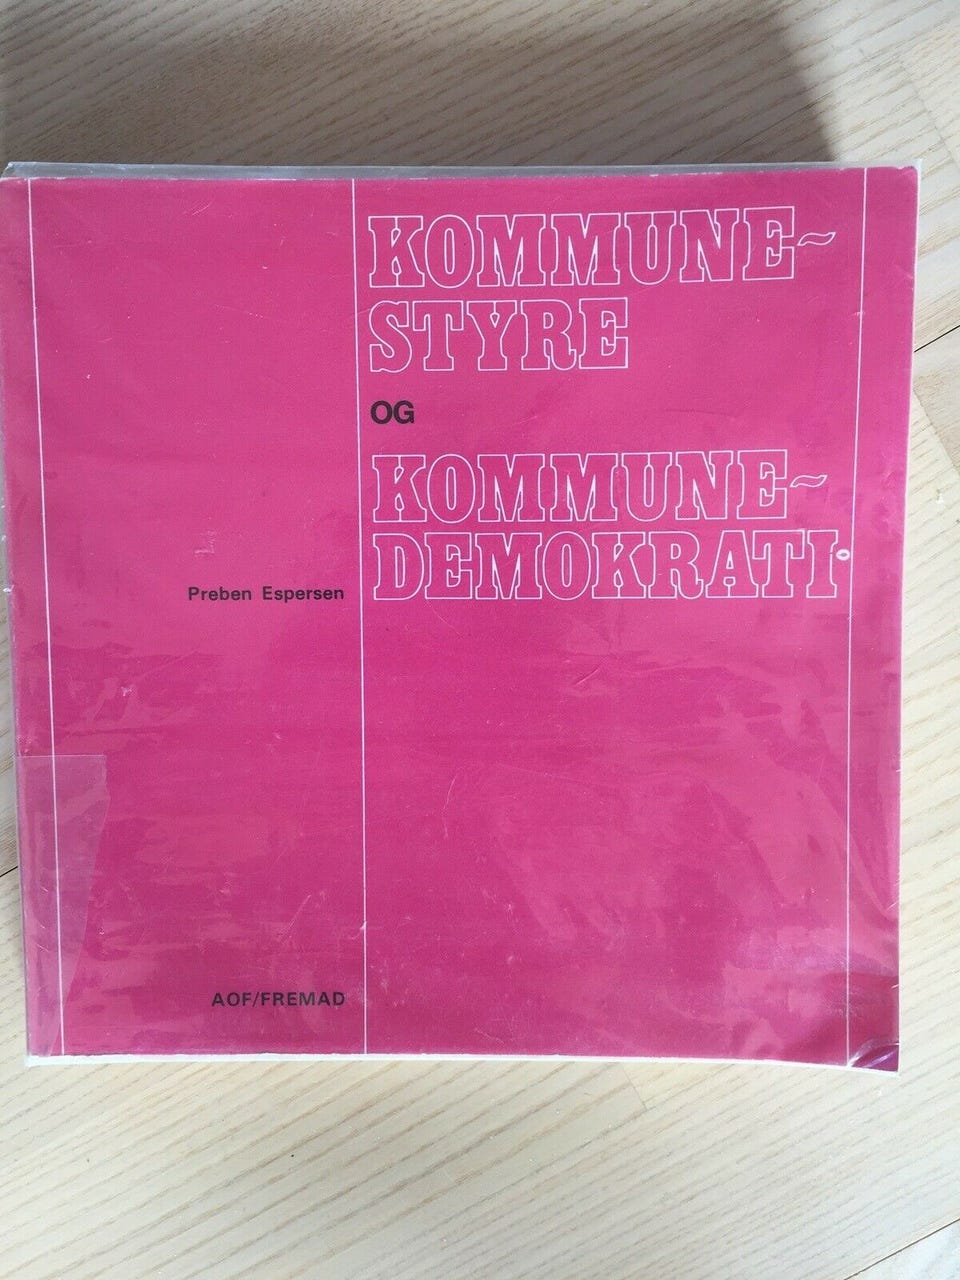 KOMMUNE~
STYRE
OG
KOMMUNE~
DEMOKRATI
Preben Espersen
AOF/FREMAD